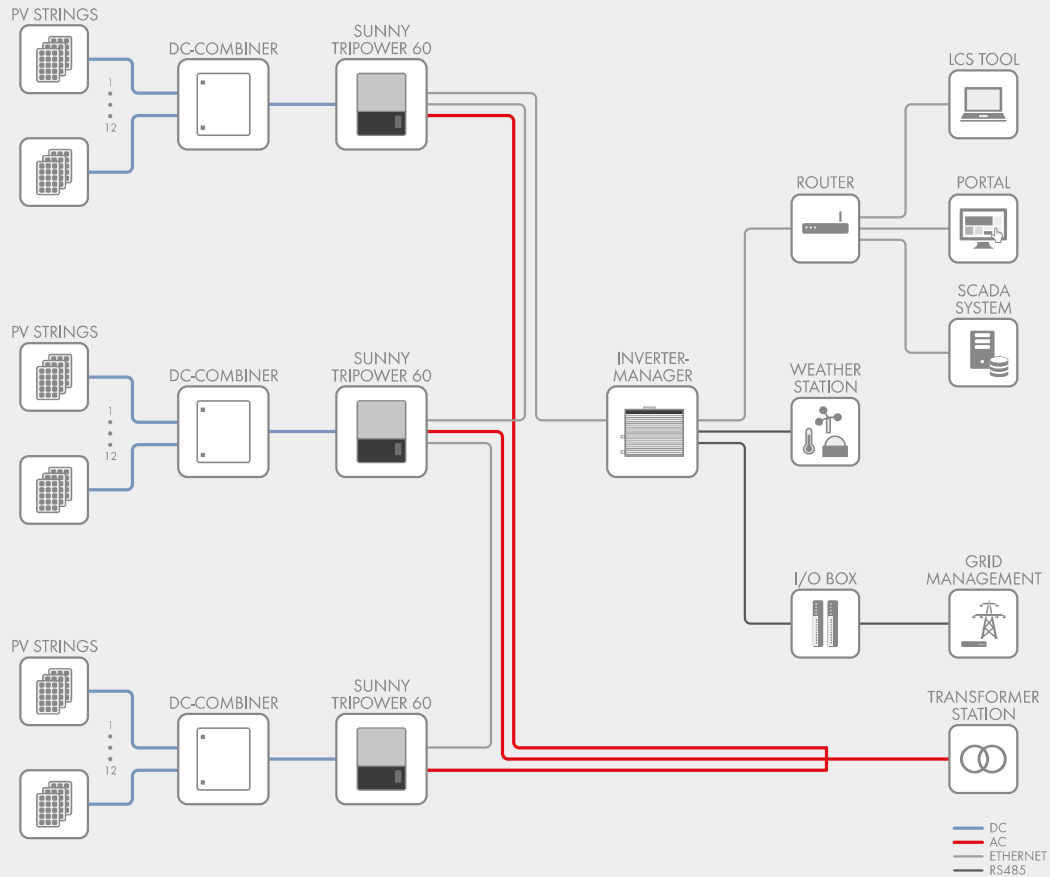 PV STRINGS
1
12
DC-COMBINER
SUNNY
TRIPOWER 60
LCS TOOL
ROUTER
PORTAL
SCADA
SYSTEM
PV STRINGS
1
12
DC-COMBINER
SUNNY
TRIPOWER 60
INVERTER-
MANAGER
WEATHER
STATION
I/O BOX
GRID
MANAGEMENT
PV STRINGS
1
12
DC-COMBINER
SUNNY
TRIPOWER 60
TRANSFORMER
STATION
DC
AC
ETHERNET
RS485